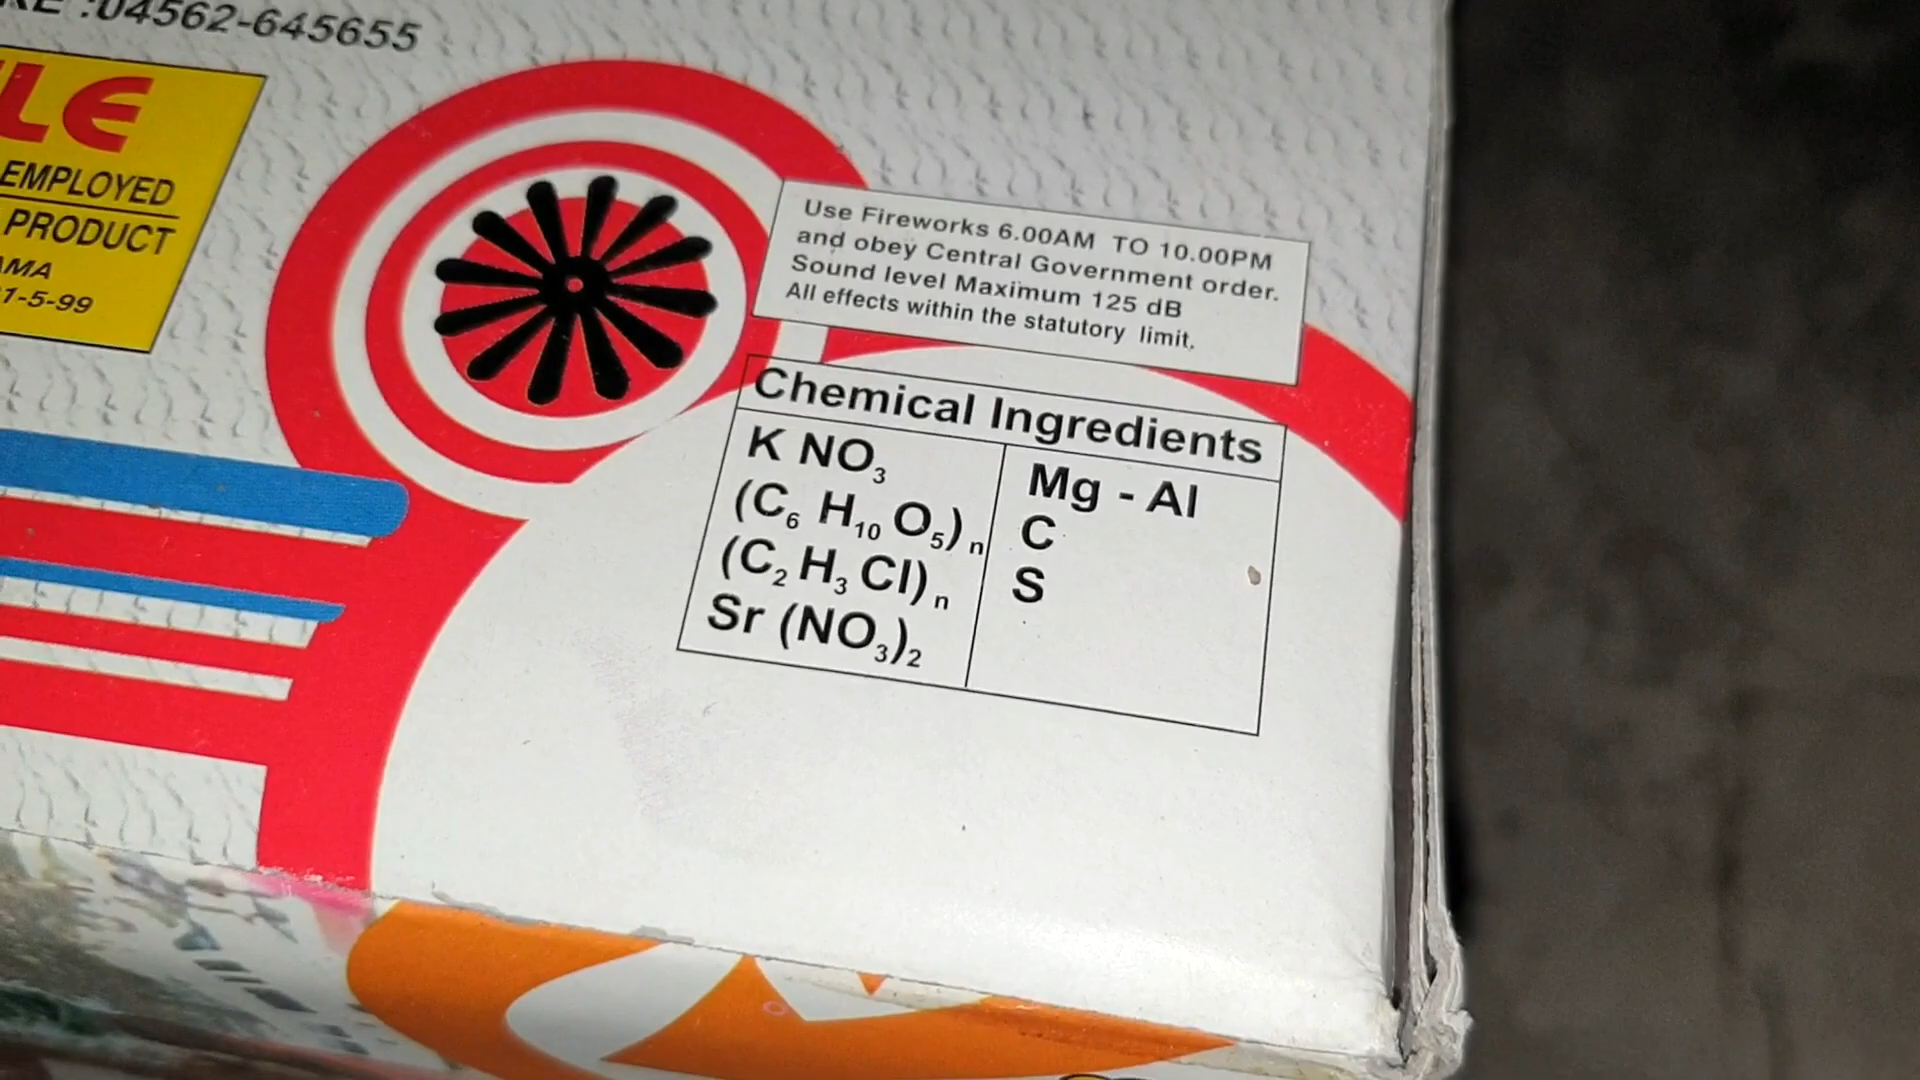 :04562-645655
LE
EMPLOYED
PRODUCT
1-5-99
Use Fireworks 6.00AM TO 10.00PM
and obey Central Government order.
Sound level Maximum 125 dB
All effects within the statutory limit.
Chemical Ingredients
K NO3
(C6 H10 O5) n
(C2 H3 Cl) n
Sr (NO3)2
Mg - Al
C
S